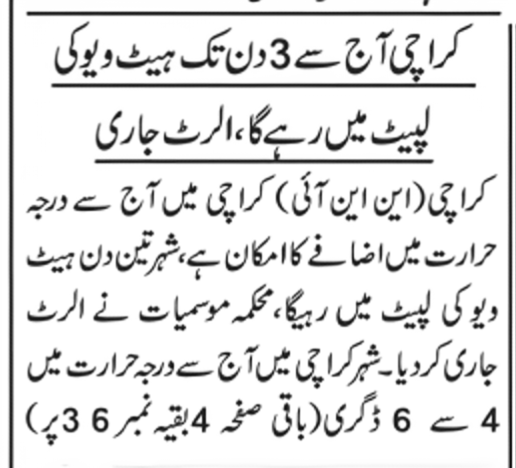 کراچی آج سے 3 دن تک ہیٹ ویو کی
لپیٹ میں رہے گا، الرٹ جاری
کراچی (این این آئی) کراچی میں آج سے درجہ
حرارت میں اضافے کا امکان ہے، شہر تین دن ہیٹ
ویو کی لپیٹ میں رہیگا، محکمہ موسمیات نے الرٹ
جاری کر دیا۔ شہر کراچی میں آج سے درجہ حرارت میں
4 سے 6 ڈگری (باقی صفحہ 4 بقیہ نمبر 36 پر)